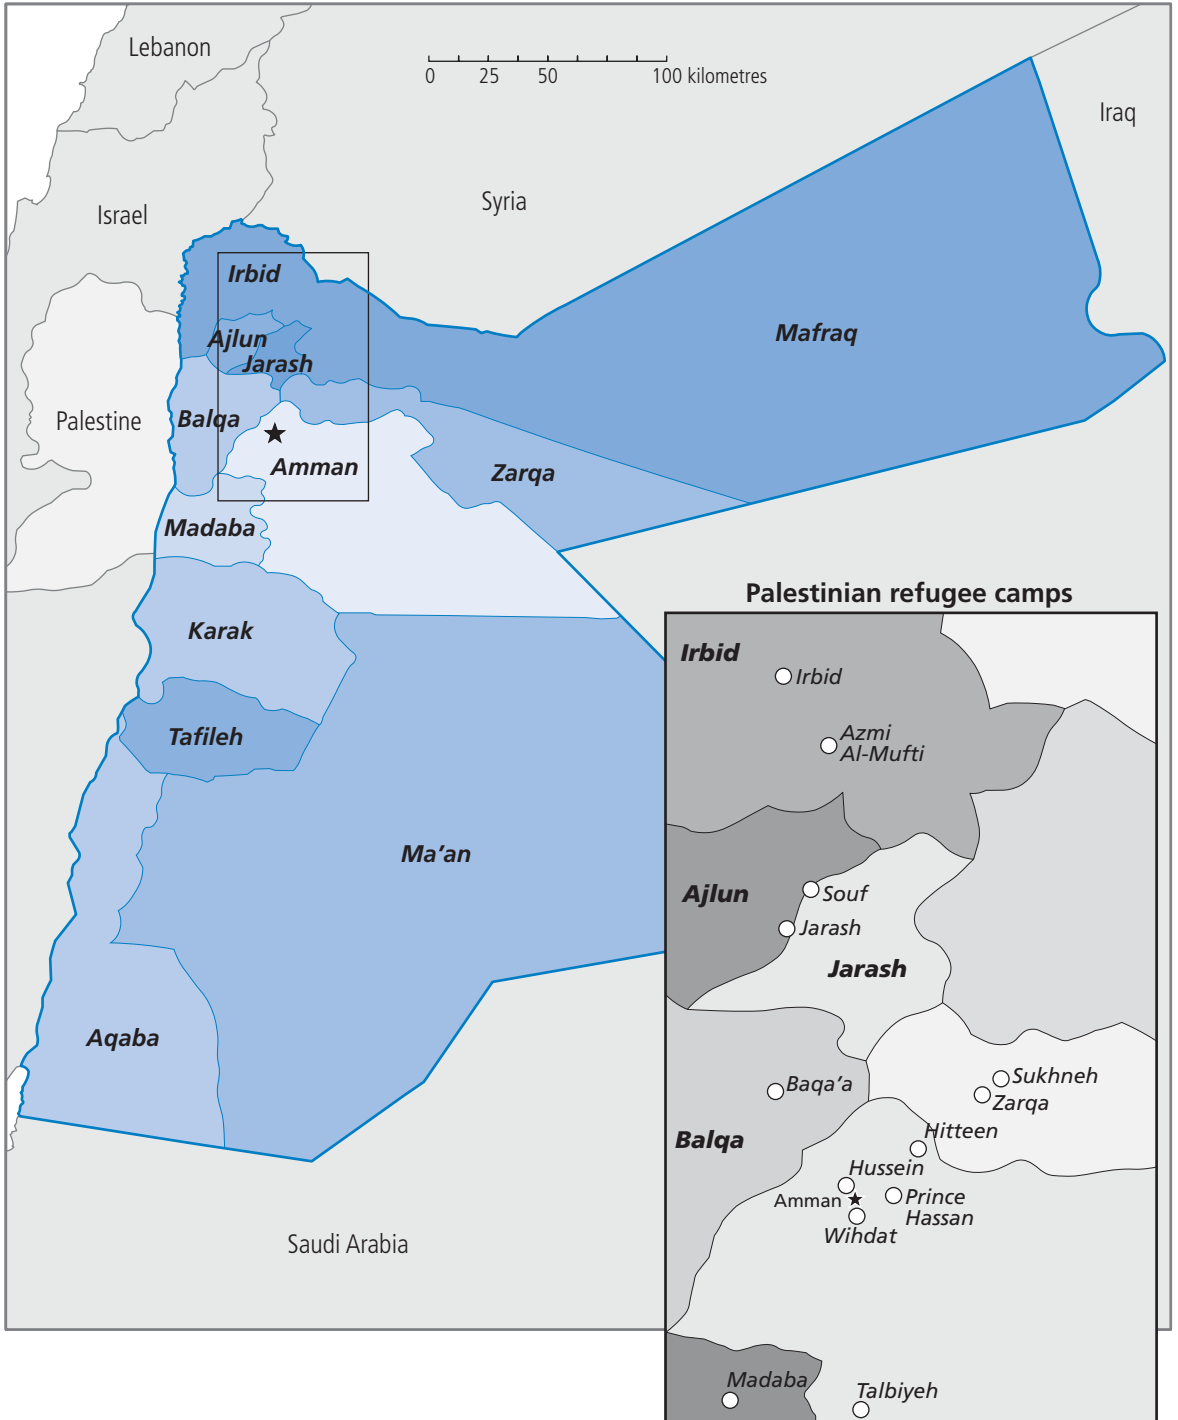 Lebanon
0 25 50 100 kilometres
Iraq
Syria
Israel
Irbid
Mafraq
Ajlun
Jarash
Palestine
Balqa
Amman
Zarqa
Madaba
Karak
Tafileh
Ma’an
Aqaba
Saudi Arabia
Palestinian refugee camps
Irbid
Irbid
Azmi
Al-Mufti
Ajlun
Souf
Jarash
Jarash
Baqa’a
Sukhneh
Zarqa
Balqa
Hitteen
Hussein
Amman
Prince
Hassan
Wihdat
Madaba
Talbiyeh